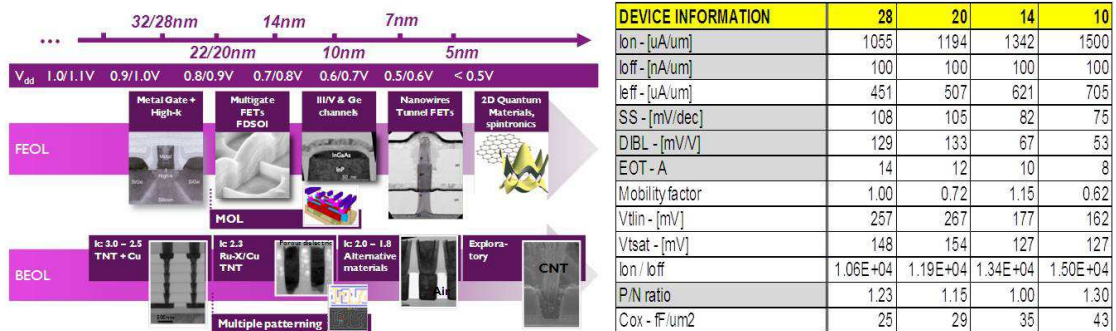 32/28nm
14nm
7nm
...
22/20nm
10nm
5nm
Vdd 1.0/1.1V 0.9/1.0V 0.8/0.9V 0.7/0.8V 0.6/0.7V 0.5/0.6V < 0.5V
Metal Gate +
High-k
Multigate
FETs
FDSOI
III/V & Ge
channels
Nanowires
Tunnel FETs
2D Quantum
Materials,
spintronics
FEOL
Metal
High-k
Silicon
InGaAs
InP
MOL
k: 3.0 – 2.5
TNT + Cu
k: 2.3
Ru-X/Cu
TNT
Porous dielectric
k: 2.0 – 1.8
Alternative
materials
Explora-
tory
BEOL
Air
CNT
Multiple patterning
DEVICE INFORMATION 28 20 14 10
Ion - [uA/um] 1055 1194 1342 1500
Ioff - [nA/um] 100 100 100 100
Ieff - [uA/um] 451 507 621 705
SS - [mV/dec] 108 105 82 75
DIBL - [mV/V] 129 133 67 53
EOT - A 14 12 10 8
Mobility factor 1.00 0.72 1.15 0.62
Vtlin - [mV] 257 267 177 162
Vtsat - [mV] 148 154 127 127
Ion / Ioff 1.06E+04 1.19E+04 1.34E+04 1.50E+04
P/N ratio 1.23 1.15 1.00 1.30
Cox - fF/um2 25 29 35 43